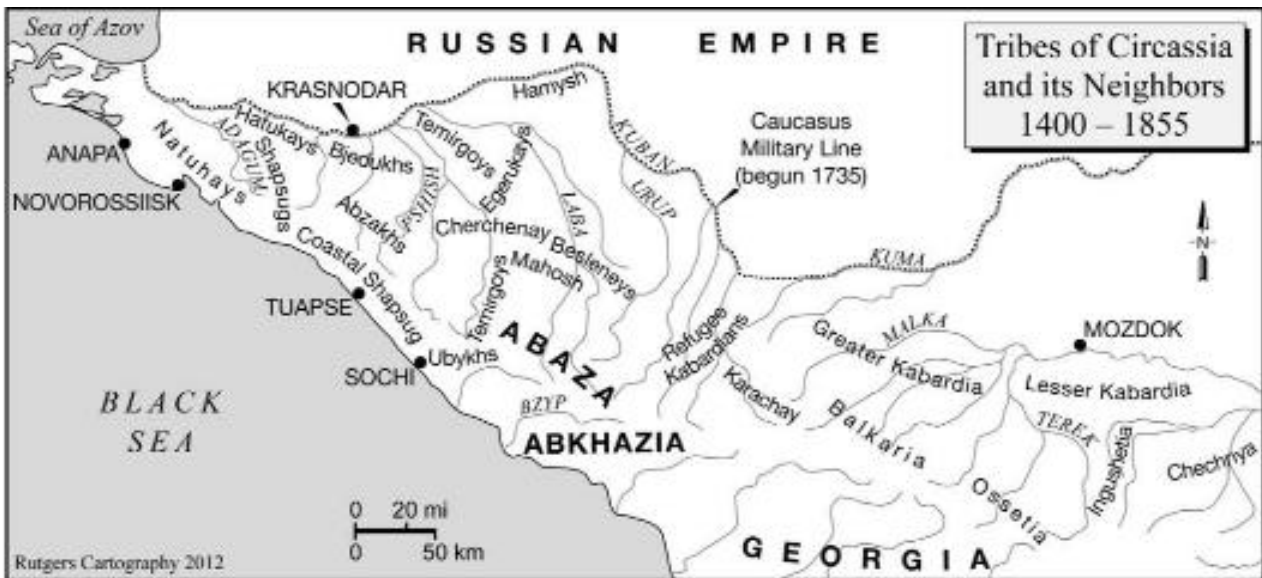 Sea of Azov
RUSSIAN EMPIRE
Tribes of Circassia
and its Neighbors
1400 – 1855
KRASNODAR
Hamysh
Caucasus
Military Line
(begun 1735)
ANAPA
NOVOROSSIISK
Natuhays
ADAGUM
Hatukays
Shapsugs
Bjedukhs
Temirgoys
Egerukays
KUBAN
URUP
LABA
PSHISH
Abzakhs
Cherchenay
Besleneys
Mahosh
Temirgoys
Coastal Shapsug
TUAPSE
Ubykhs
SOCHI
ABAZA
Refugee
Kabardians
KUMA
MALKA
MOZDOK
Greater Kabardia
Lesser Kabardia
Karachay
Balkaria
TEREK
Ingushetia
Chechnya
Ossetia
BZYP
ABKHAZIA
GEORGIA
BLACK
SEA
N
0 20 mi
0 50 km
Rutgers Cartography 2012